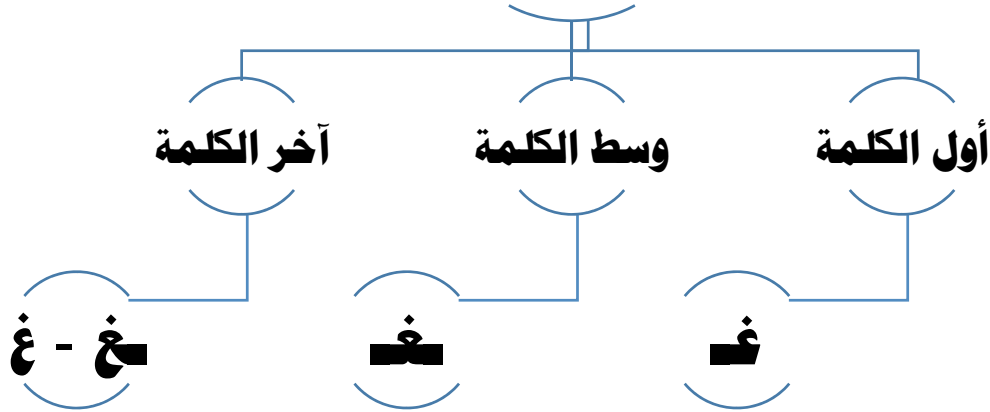 أول الكلمة وسط الكلمة آخر الكلمة
غـ ـغـ ـغ - غ